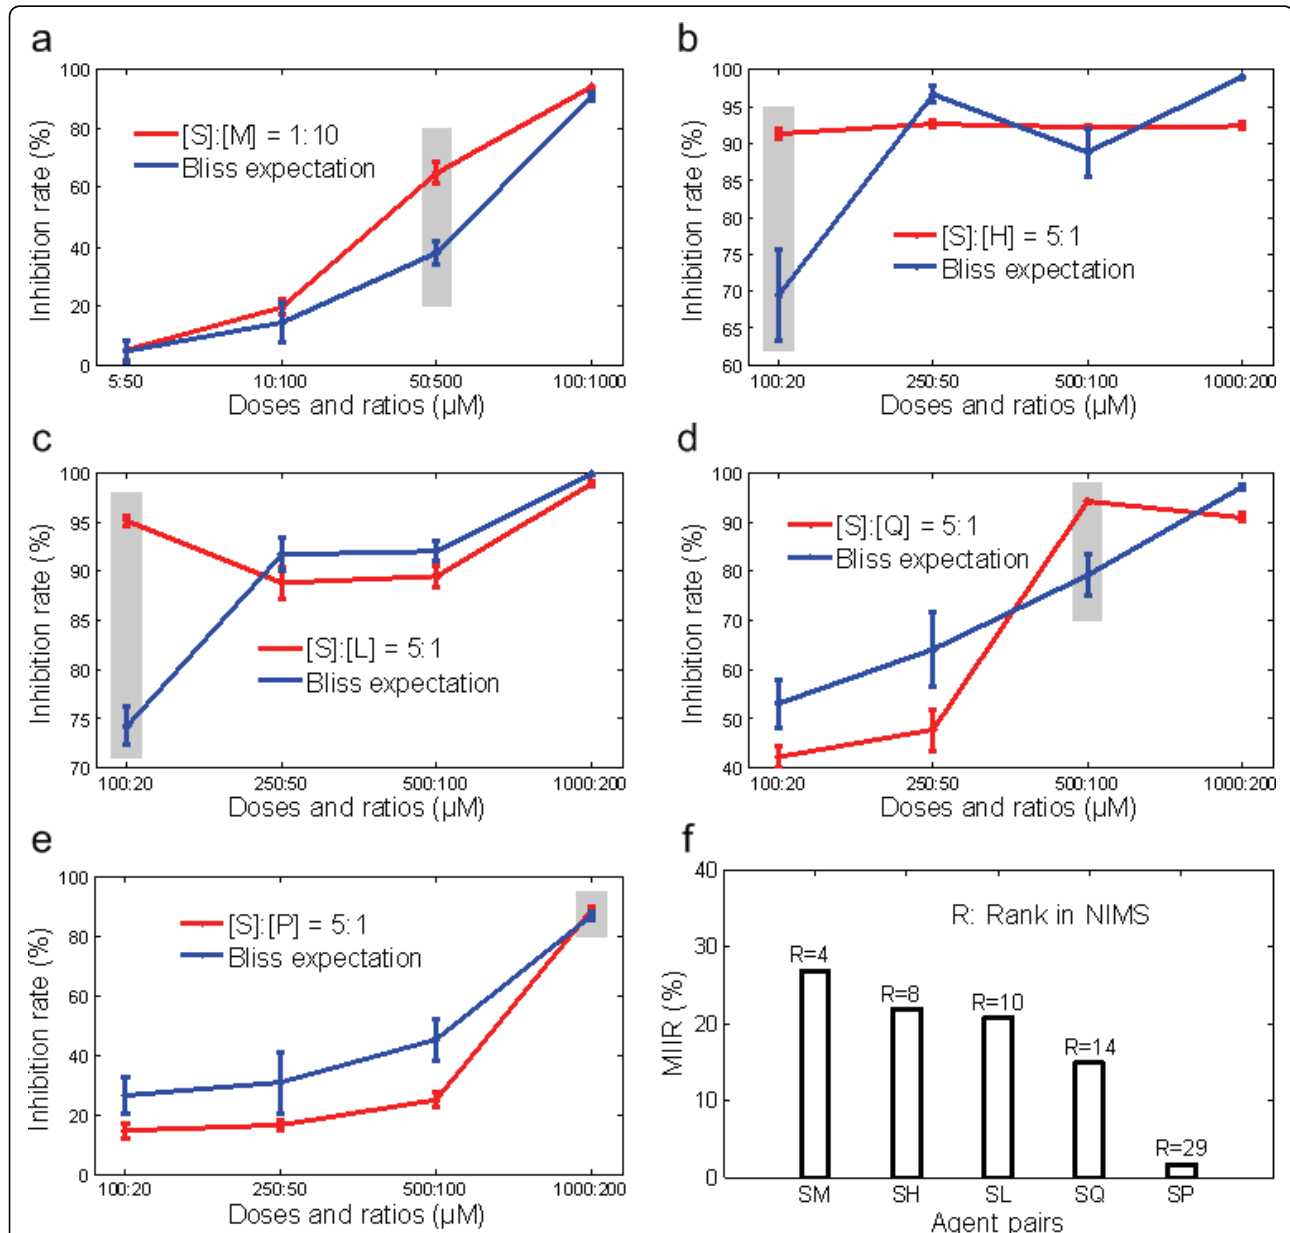 a
100
80
60
40
20
0
Inhibition rate (%)
[S]:[M] = 1:10
Bliss expectation
5:50
10:100
50:500
100:1000
Doses and ratios (µM)
b
100
95
90
85
80
75
70
65
60
Inhibition rate (%)
[S]:[H] = 5:1
Bliss expectation
100:20
250:50
500:100
1000:200
Doses and ratios (µM)
c
100
95
90
85
80
75
70
Inhibition rate (%)
[S]:[L] = 5:1
Bliss expectation
100:20
250:50
500:100
1000:200
Doses and ratios (µM)
d
100
90
80
70
60
50
40
Inhibition rate (%)
[S]:[Q] = 5:1
Bliss expectation
100:20
250:50
500:100
1000:200
Doses and ratios (µM)
e
100
80
60
40
20
0
Inhibition rate (%)
[S]:[P] = 5:1
Bliss expectation
100:20
250:50
500:100
1000:200
Doses and ratios (µM)
f
40
30
20
10
0
MIIR (%)
R: Rank in NIMS
R=4
R=8
R=10
R=14
R=29
SM
SH
SL
SQ
SP
Agent pairs